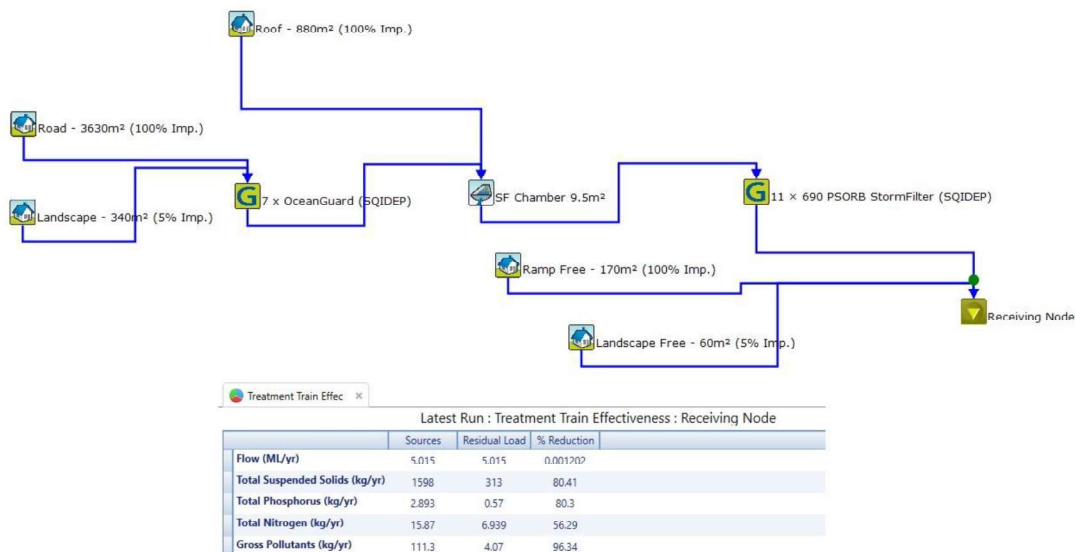 Roof - 880m² (100% Imp.)
Road - 3630m² (100% Imp.)
Landscape - 340m² (5% Imp.)
G 7 x OceanGuard (SQIDEP)
SF Chamber 9.5m²
G 11 x 690 PSORB StormFilter (SQIDEP)
Ramp Free - 170m² (100% Imp.)
Landscape Free - 60m² (5% Imp.)
Receiving Node
Treatment Train Effec ×
Latest Run : Treatment Train Effectiveness : Receiving Node
Sources Residual Load % Reduction
Flow (ML/yr) 5.015 5.015 0.001202
Total Suspended Solids (kg/yr) 1598 313 80.41
Total Phosphorus (kg/yr) 2.893 0.57 80.3
Total Nitrogen (kg/yr) 15.87 6.939 56.29
Gross Pollutants (kg/yr) 111.3 4.07 96.34